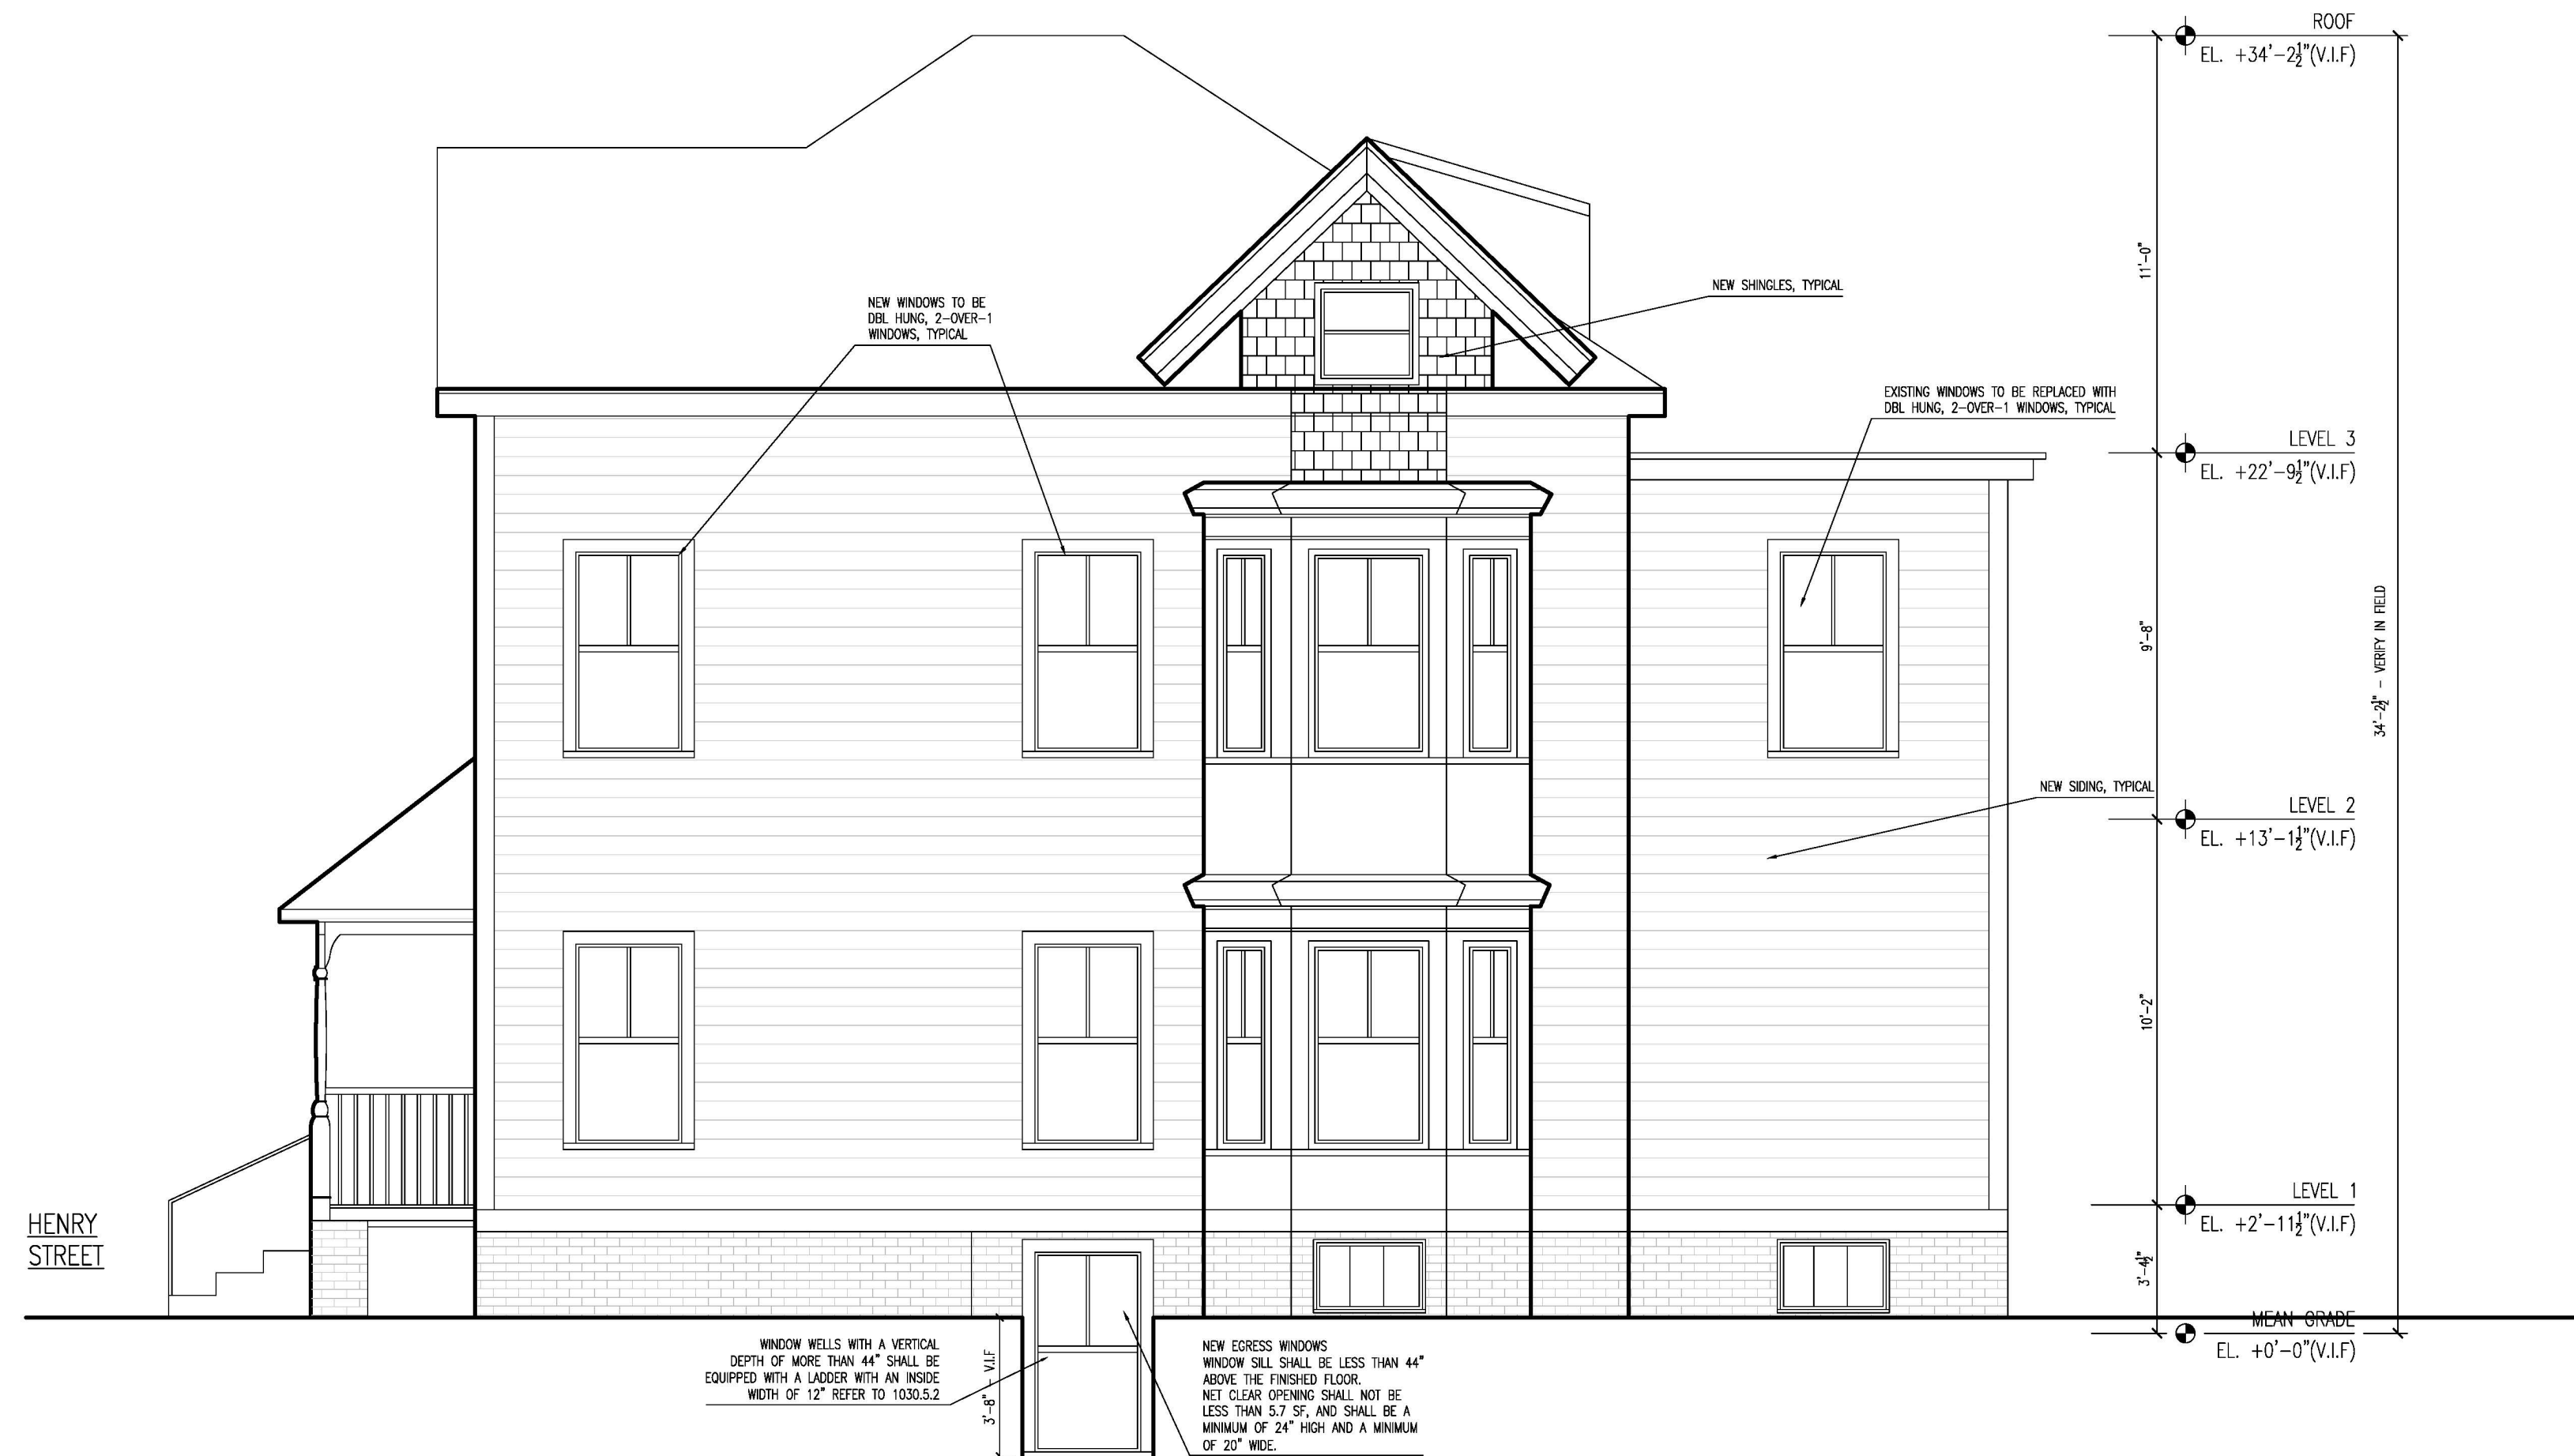 ROOF
EL. +34'-2½"(V.I.F)
11'-0"
NEW WINDOWS TO BE
DBL HUNG, 2-OVER-1
WINDOWS, TYPICAL
NEW SHINGLES, TYPICAL
EXISTING WINDOWS TO BE REPLACED WITH
DBL HUNG, 2-OVER-1 WINDOWS, TYPICAL
LEVEL 3
EL. +22'-9½"(V.I.F)
9'-8"
34'-2½" - VERIFY IN FIELD
NEW SIDING, TYPICAL
LEVEL 2
EL. +13'-1½"(V.I.F)
10'-2"
LEVEL 1
EL. +2'-11½"(V.I.F)
HENRY
STREET
3'-4½"
MEAN GRADE
EL. +0'-0"(V.I.F)
WINDOW WELLS WITH A VERTICAL
DEPTH OF MORE THAN 44" SHALL BE
EQUIPPED WITH A LADDER WITH AN INSIDE
WIDTH OF 12" REFER TO 1030.5.2
3'-8" - V.I.F
NEW EGRESS WINDOWS
WINDOW SILL SHALL BE LESS THAN 44"
ABOVE THE FINISHED FLOOR.
NET CLEAR OPENING SHALL NOT BE
LESS THAN 5.7 SF, AND SHALL BE A
MINIMUM OF 24" HIGH AND A MINIMUM
OF 20" WIDE.